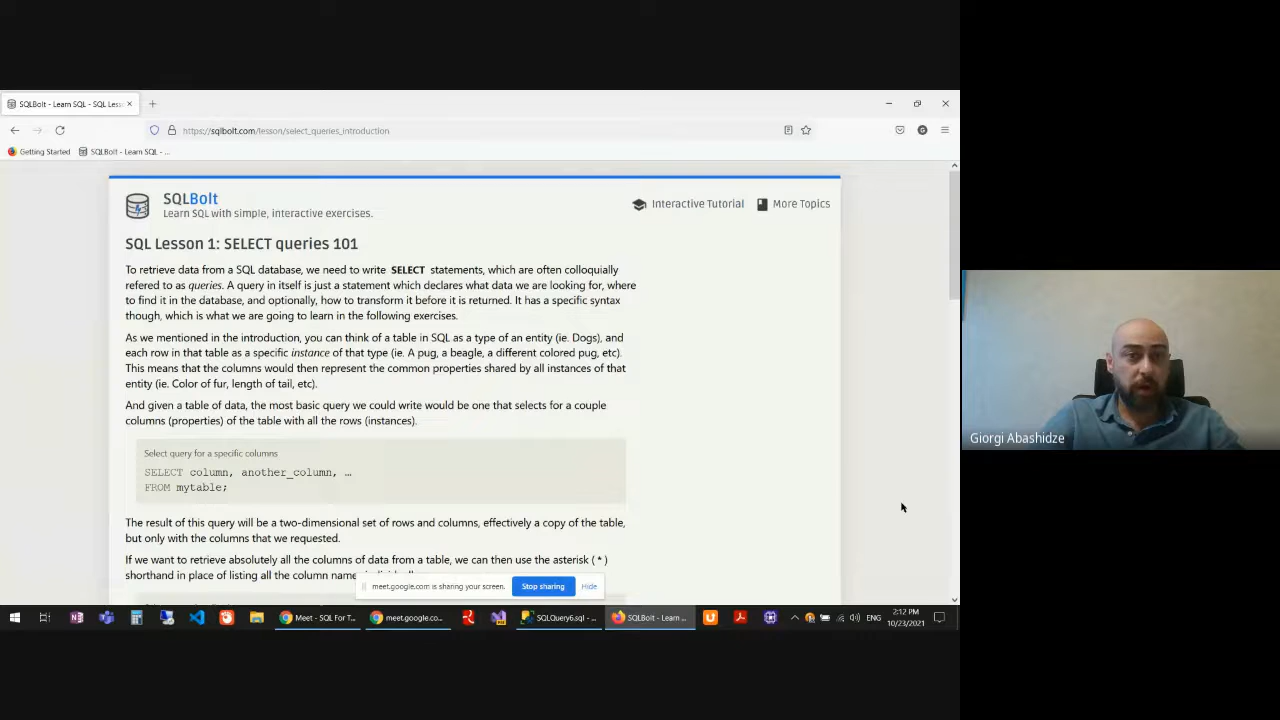 SQLBolt - Learn SQL - SQL Less
https://sqlbolt.com/lesson/select_queries_introduction
Getting Started SQLBolt - Learn SQL - ...
SQLBolt
Learn SQL with simple, interactive exercises.
Interactive Tutorial More Topics
SQL Lesson 1: SELECT queries 101
To retrieve data from a SQL database, we need to write SELECT statements, which are often colloquially
refered to as queries. A query in itself is just a statement which declares what data we are looking for, where
to find it in the database, and optionally, how to transform it before it is returned. It has a specific syntax
though, which is what we are going to learn in the following exercises.
As we mentioned in the introduction, you can think of a table in SQL as a type of an entity (ie. Dogs), and
each row in that table as a specific instance of that type (ie. A pug, a beagle, a different colored pug, etc).
This means that the columns would then represent the common properties shared by all instances of that
entity (ie. Color of fur, length of tail, etc).
And given a table of data, the most basic query we could write would be one that selects for a couple
columns (properties) of the table with all the rows (instances).
Select query for a specific columns
SELECT column, another_column, …
FROM mytable;
The result of this query will be a two-dimensional set of rows and columns, effectively a copy of the table,
but only with the columns that we requested.
If we want to retrieve absolutely all the columns of data from a table, we can then use the asterisk (*)
shorthand in place of listing all the column name
meet.google.com is sharing your screen. Stop sharing Hide
Meet - SQL For T... meet.google.co... SQLQuery6.sql - ... SQLBolt - Learn ... ENG 2:12 PM
10/23/2021
Giorgi Abashidze